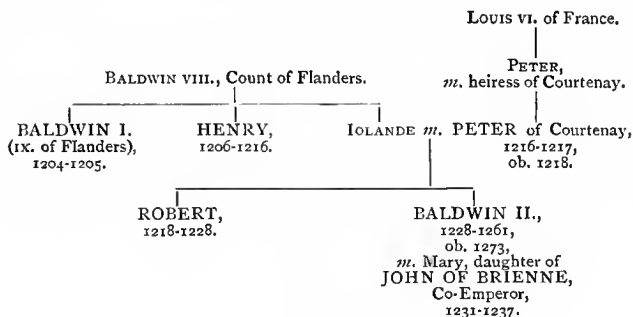 Louis VI. of France.
PETER,
m. heiress of Courtenay.
BALDWIN VIII., Count of Flanders.
BALDWIN I.
(IX. of Flanders),
1204-1205.
HENRY,
1206-1216.
IOLANDE m. PETER of Courtenay,
1216-1217,
ob. 1218.
ROBERT,
1218-1228.
BALDWIN II.,
1228-1261,
ob. 1273,
m. Mary, daughter of
JOHN OF BRIENNE,
Co-Emperor,
1231-1237.